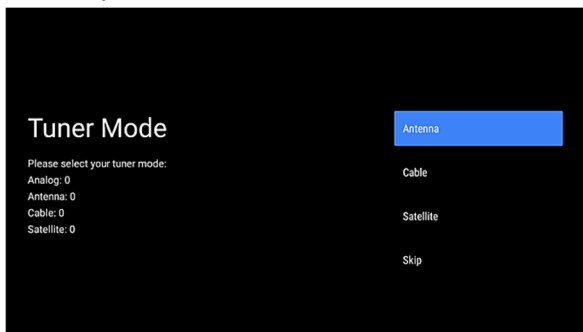 Tuner Mode
Please select your tuner mode:
Analog: 0
Antenna: 0
Cable: 0
Satellite: 0
Antenna
Cable
Satellite
Skip